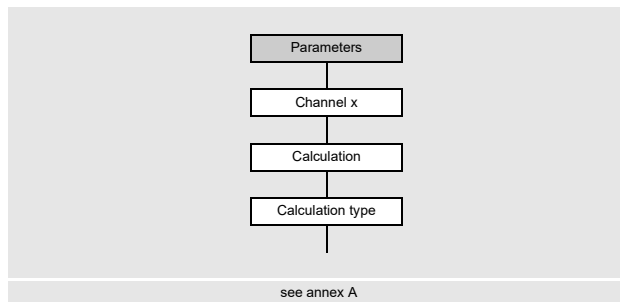 Parameters
Channel x
Calculation
Calculation type
see annex A